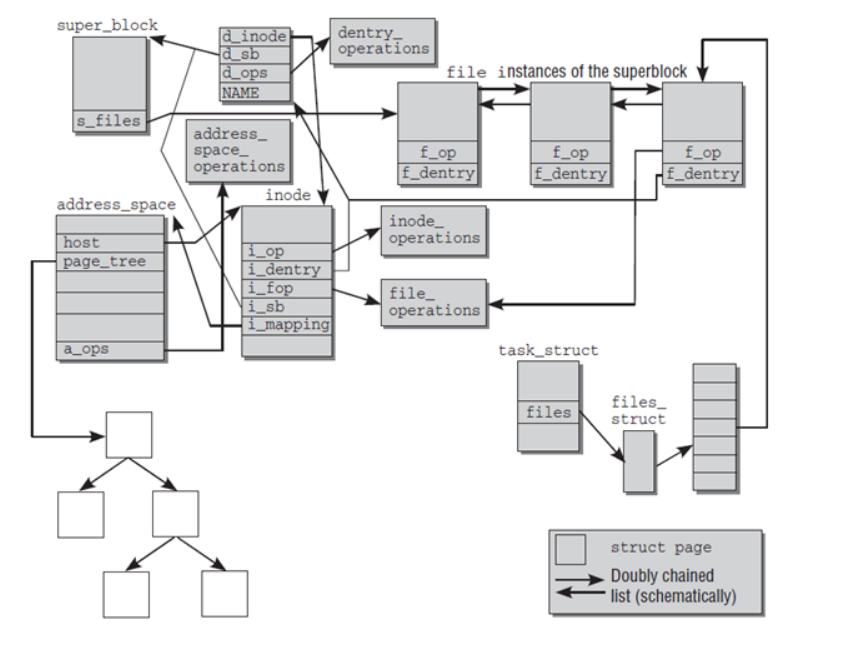 super_block
s_files
d_inode
d_sb
d_ops
NAME
dentry_
operations
file instances of the superblock
f_op
f_dentry
f_op
f_dentry
f_op
f_dentry
address_
space_
operations
address_space
host
page_tree
a_ops
inode
i_op
i_dentry
i_fop
i_sb
i_mapping
inode_
operations
file_
operations
task_struct
files
files_
struct
struct page
Doubly chained
list (schematically)